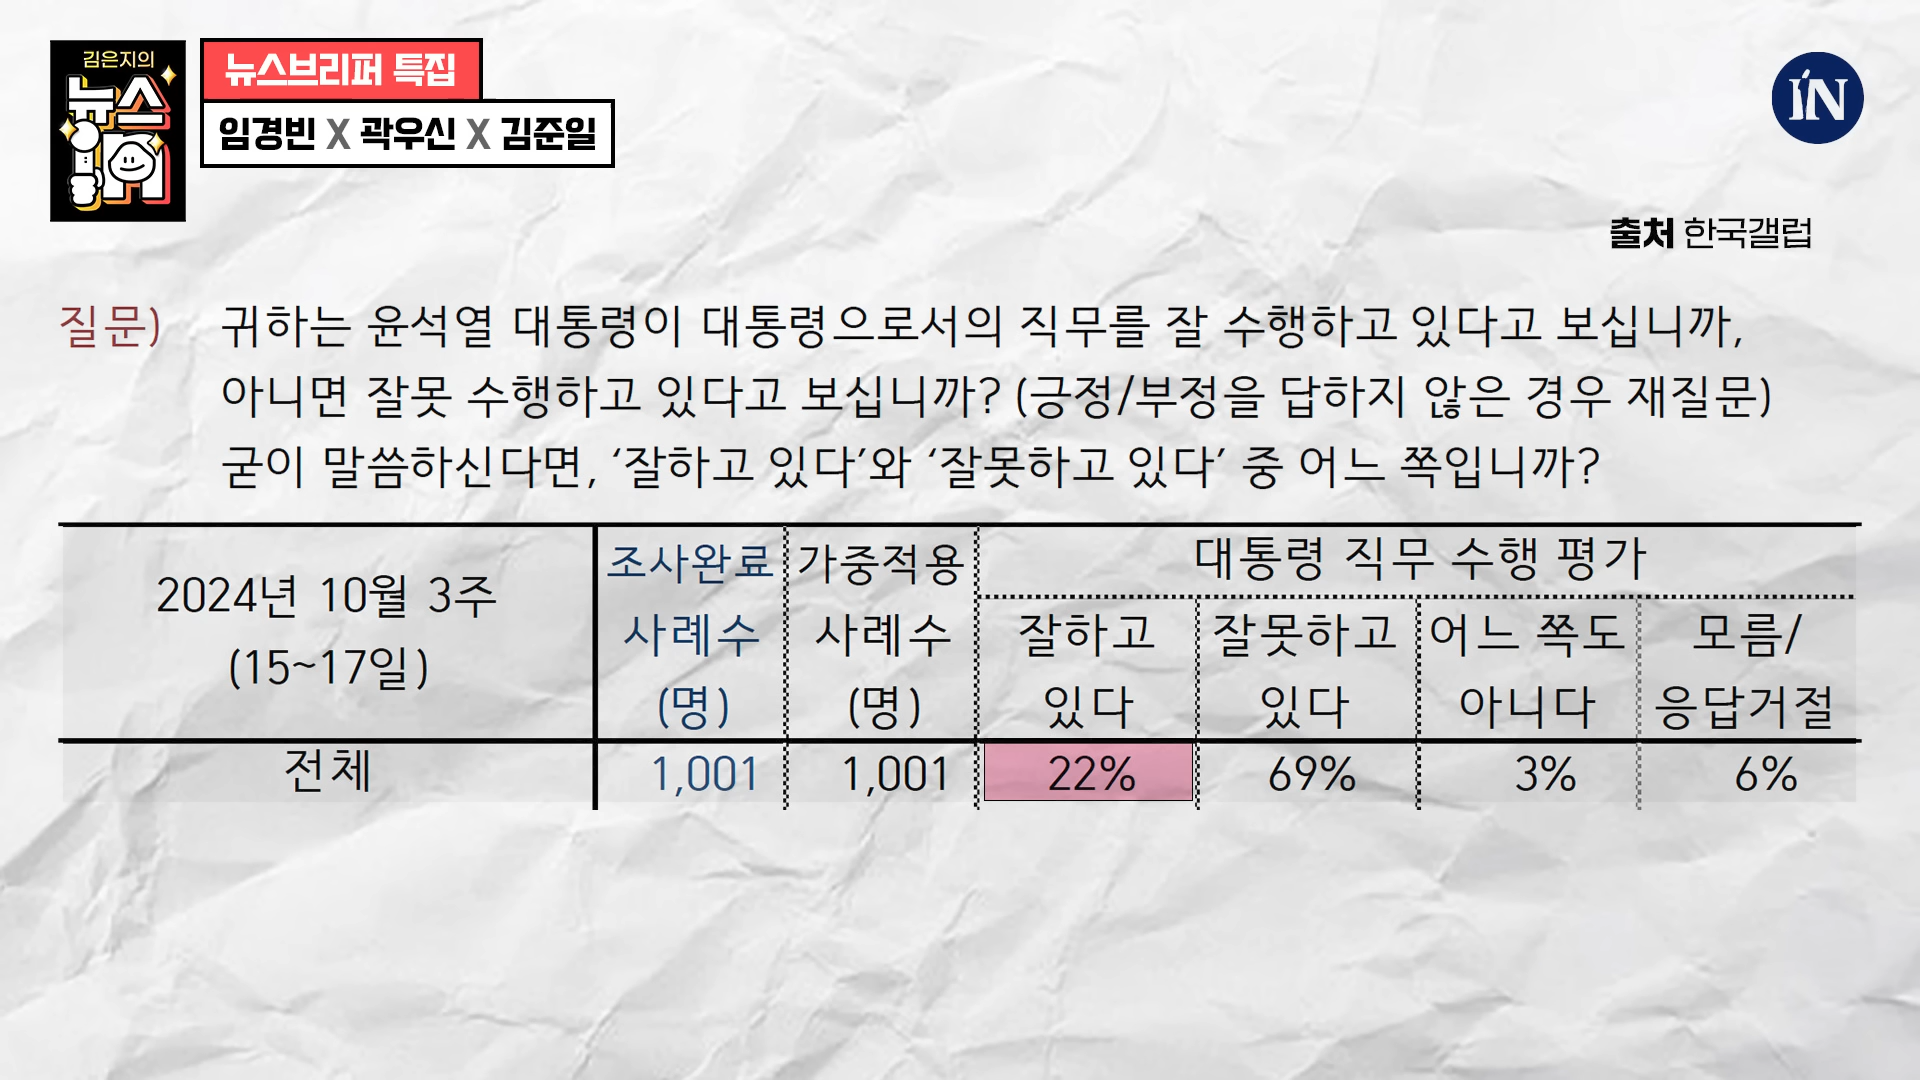 김은지의
뉴스
IN
뉴스브리퍼 특집
임경빈 X 곽우신 X 김준일
IN
출처 한국갤럽
질문) 귀하는 윤석열 대통령이 대통령으로서의 직무를 잘 수행하고 있다고 보십니까,
아니면 잘못 수행하고 있다고 보십니까? (긍정/부정을 답하지 않은 경우 재질문)
굳이 말씀하신다면, ‘잘하고 있다’와 ‘잘못하고 있다’ 중 어느 쪽입니까?
2024년 10월 3주
(15~17일)
조사완료
사례수
(명)
가중적용
사례수
(명)
대통령 직무 수행 평가
잘하고
있다
잘못하고
있다
어느 쪽도
아니다
모름/
응답거절
전체 1,001 1,001 22% 69% 3% 6%